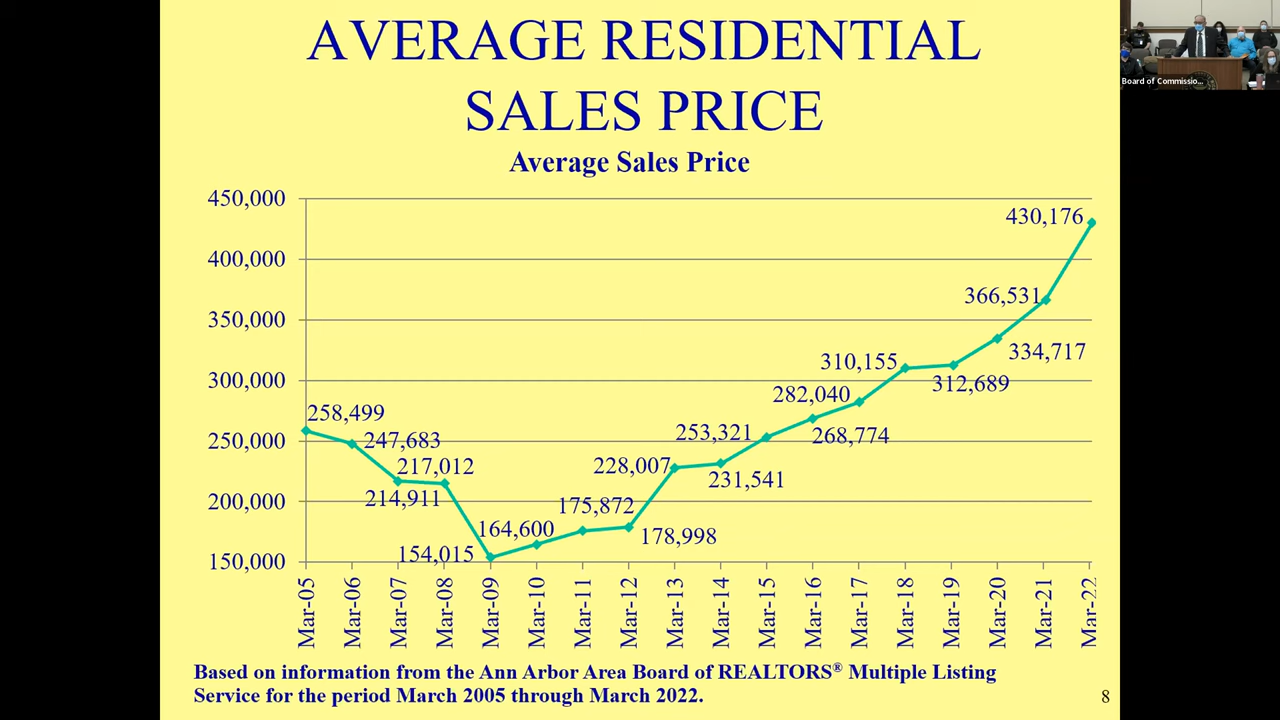 AVERAGE RESIDENTIAL
SALES PRICE
Average Sales Price
Board of Commissio...
450,000
400,000
350,000
300,000
250,000
200,000
150,000
258,499
247,683
217,012
214,911
154,015
164,600
175,872
178,998
228,007
231,541
253,321
268,774
282,040
310,155
312,689
334,717
366,531
430,176
Mar-05
Mar-06
Mar-07
Mar-08
Mar-09
Mar-10
Mar-11
Mar-12
Mar-13
Mar-14
Mar-15
Mar-16
Mar-17
Mar-18
Mar-19
Mar-20
Mar-21
Mar-22
Based on information from the Ann Arbor Area Board of REALTORS® Multiple Listing
Service for the period March 2005 through March 2022.
8